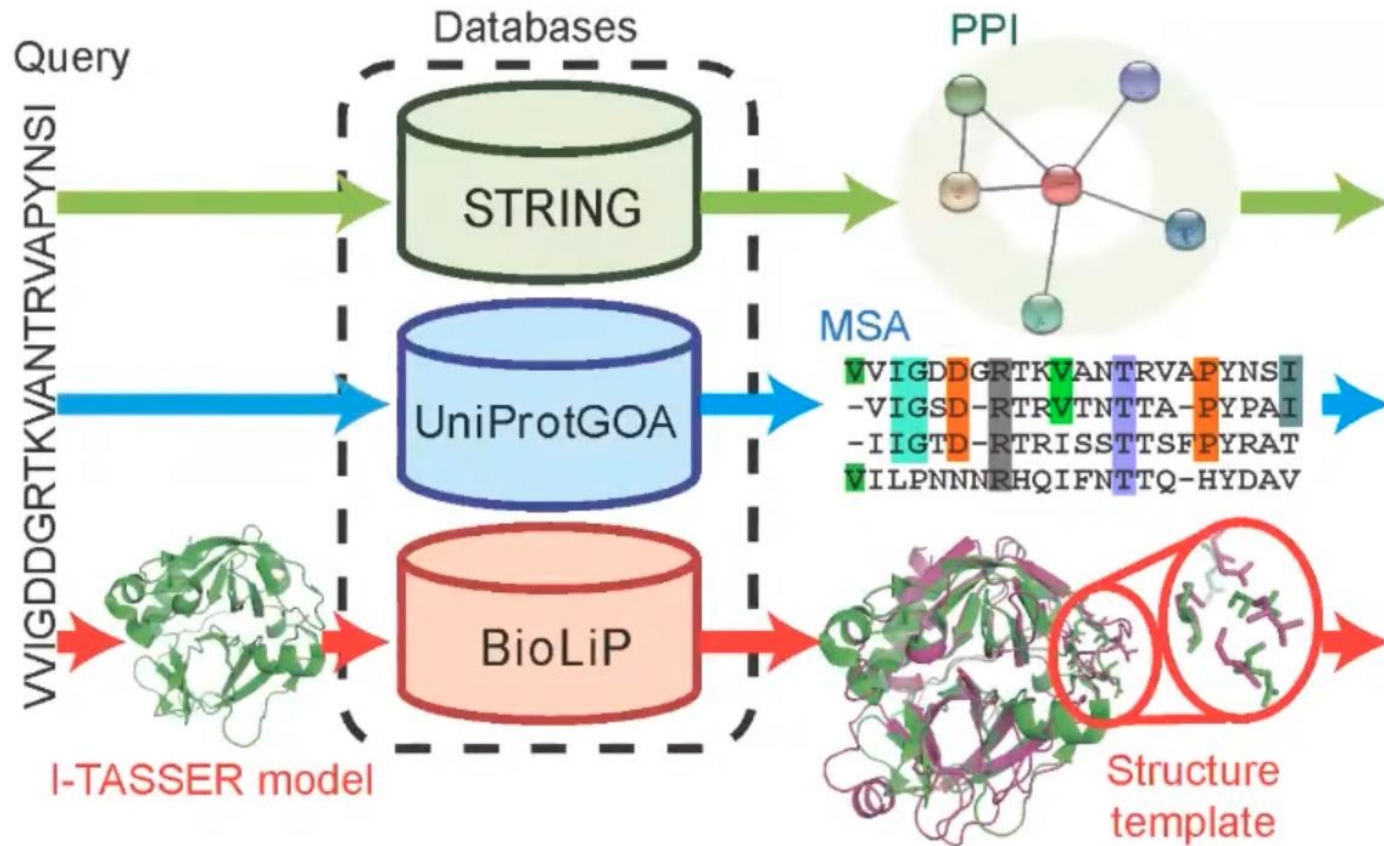 Query
Databases
PPI
VVIGDDGRTKVANTRVAPYNSI
STRING
MSA
UniProtGOA
VVIGDDGRTKVANTRVAPYNSI
-VIGSD-RTRVTNTTA-PYPAI
-IIGTD-RTRISSTTSFPYRAT
VILPNNNRHQIFNTTQ-HYDAV
BioLiP
I-TASSER model
Structure
template